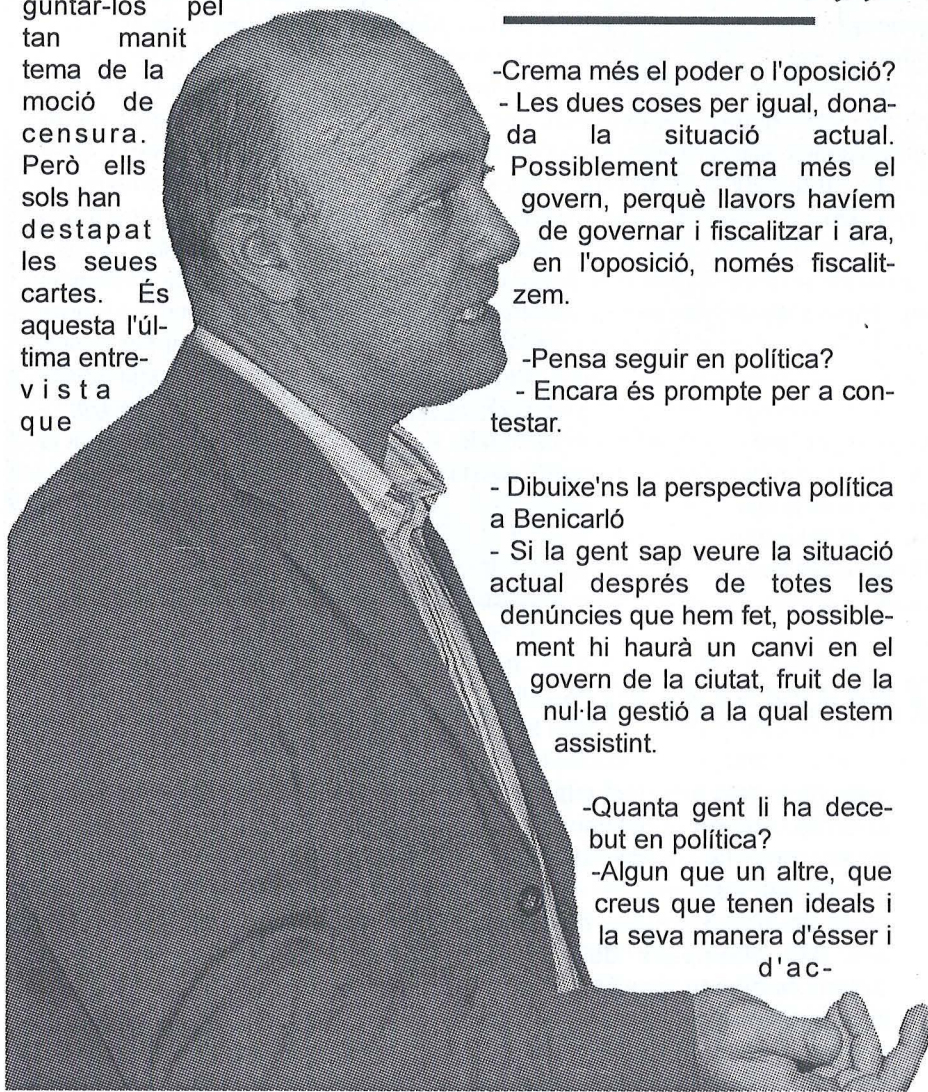 guntar-los pel
tan manit
tema de la
moció de
censura.
Però ells
sols han
destapat
les seues
cartes. És
aquesta l'úl-
tima entre-
vista
que
-Crema més el poder o l'oposició?
- Les dues coses per igual, dona-
da la situació actual.
Possiblement crema més el
govern, perquè llavors havíem
de governar i fiscalitzar i ara,
en l'oposició, només fiscalit-
zem.
-Pensa seguir en política?
- Encara és prompte per a con-
testar.
- Dibuixe'ns la perspectiva política
a Benicarló
- Si la gent sap veure la situació
actual després de totes les
denúncies que hem fet, possible-
ment hi haurà un canvi en el
govern de la ciutat, fruit de la
nul·la gestió a la qual estem
assistint.
-Quanta gent li ha dece-
but en política?
-Algun que un altre, que
creus que tenen ideals i
la seva manera d'ésser i
d'ac-